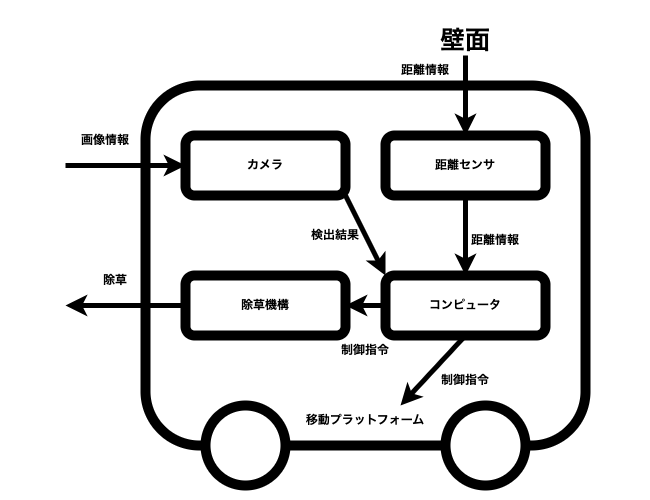 壁面
距離情報
画像情報
カメラ
距離センサ
検出結果
距離情報
除草
除草機構
コンピュータ
制御指令
制御指令
移動プラットフォーム